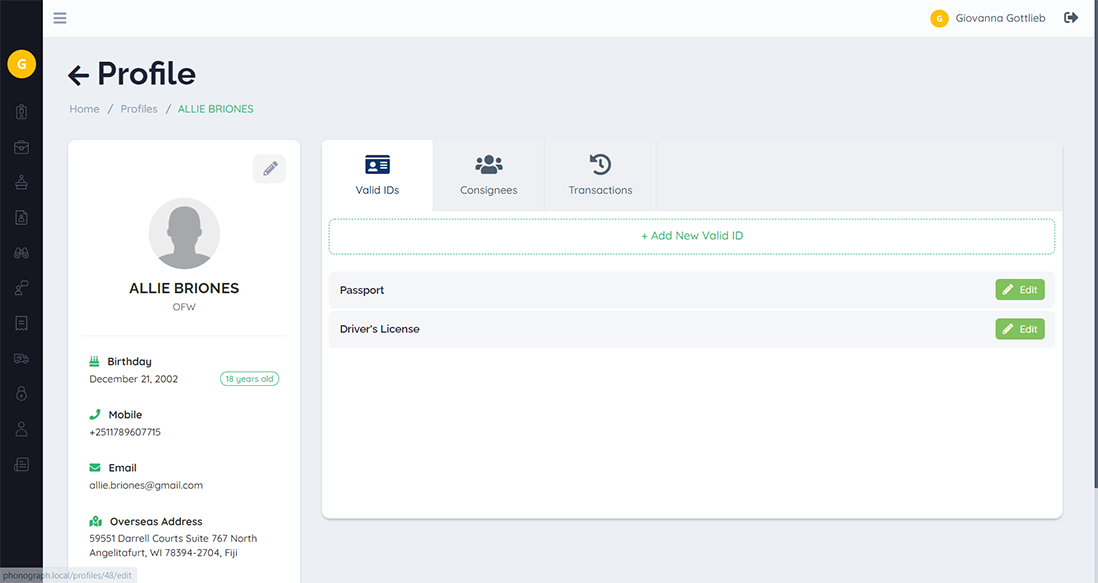 G Giovanna Gottlieb
G
Profile
Home / Profiles / ALLIE BRIONES
Valid IDs
Consignees
Transactions
+ Add New Valid ID
Passport
Edit
Driver's License
Edit
ALLIE BRIONES
OFW
Birthday
December 21, 2002
18 years old
Mobile
+2511789607715
Email
allie.briones@gmail.com
Overseas Address
59551 Darrell Courts Suite 767 North
Angelitafurt, WI 78394-2704, Fiji
phonograph.local/profiles/48/edit